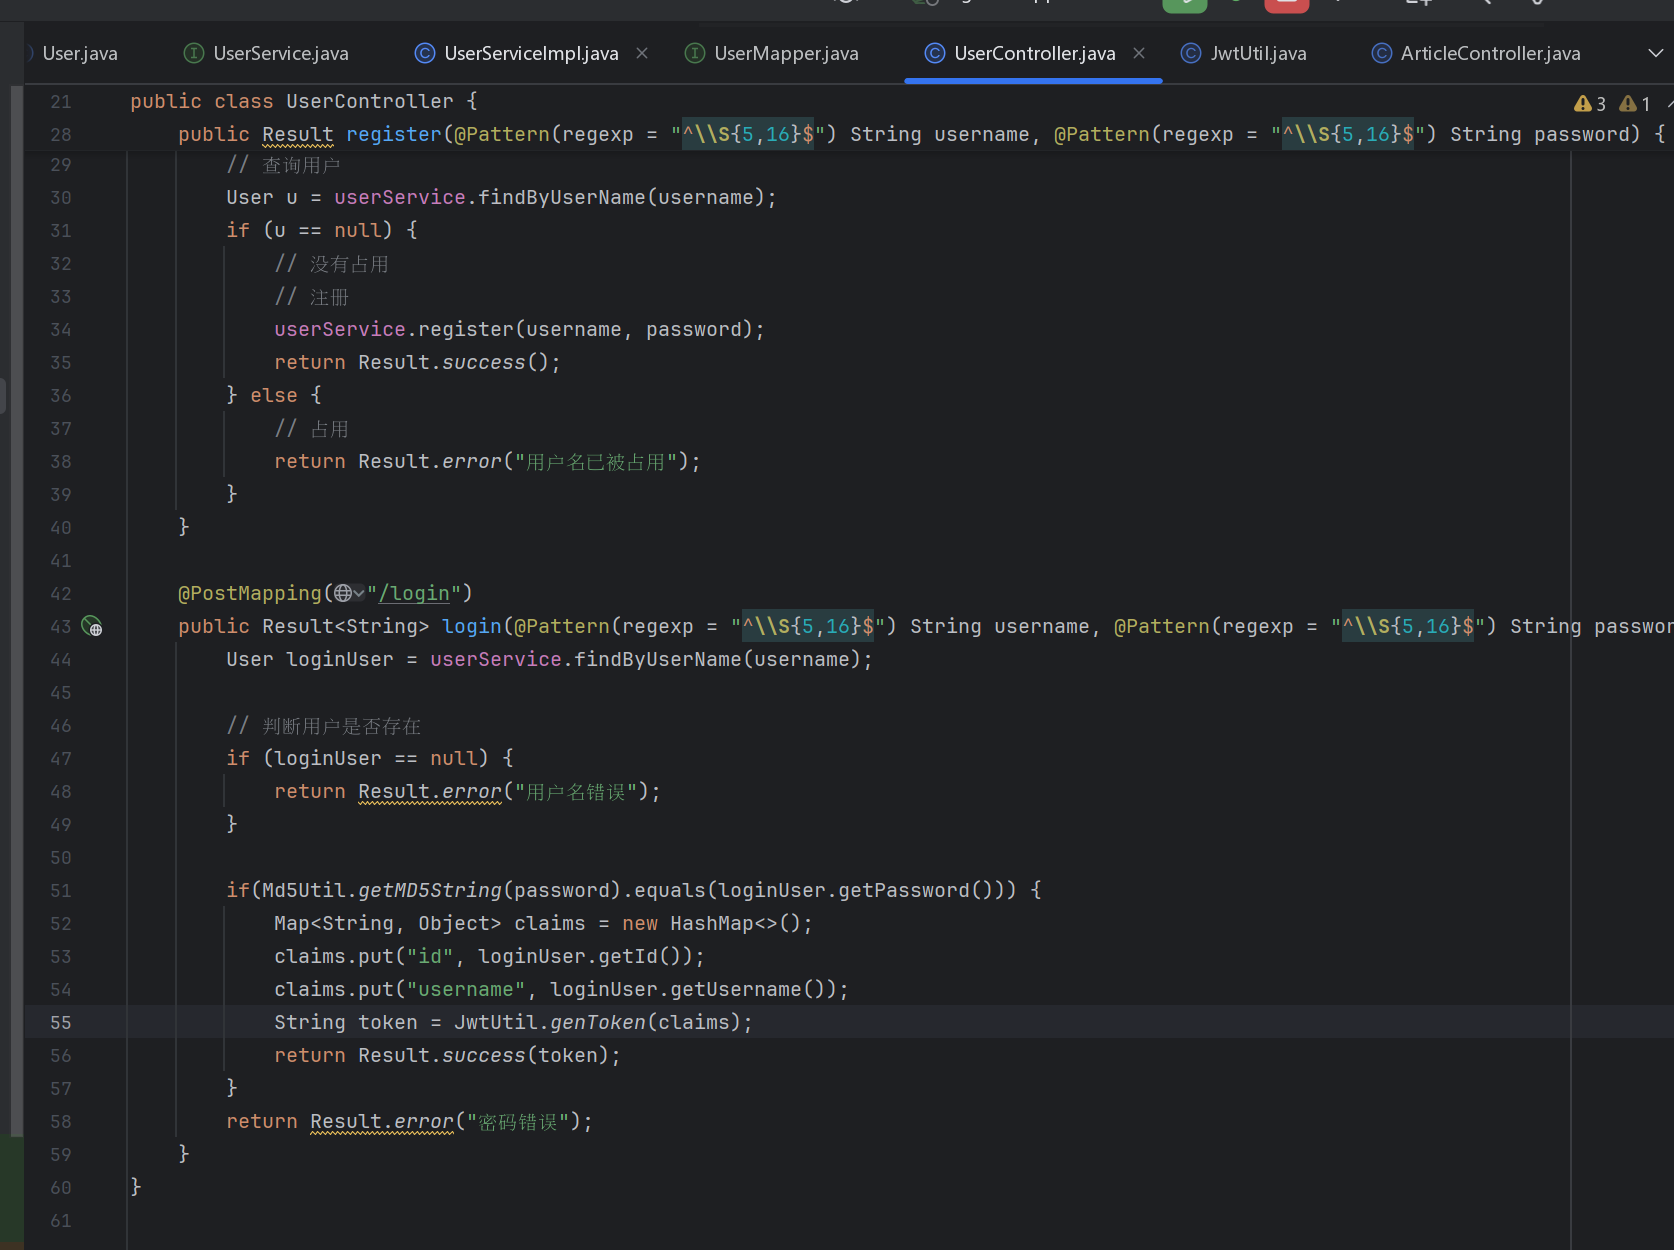 User.java UserService.java UserServiceImpl.java UserMapper.java UserController.java JwtUtil.java ArticleController.java
21 public class UserController { 3 1
28 public Result register(@Pattern(regexp = "^\\S{5,16}$") String username, @Pattern(regexp = "^\\S{5,16}$") String password) {
29 // 查询用户
30 User u = userService.findByUserName(username);
31 if (u == null) {
32 // 没有占用
33 // 注册
34 userService.register(username, password);
35 return Result.success();
36 } else {
37 // 占用
38 return Result.error("用户名已被占用");
39 }
40 }
41
42 @PostMapping("/login")
43 public Result<String> login(@Pattern(regexp = "^\\S{5,16}$") String username, @Pattern(regexp = "^\\S{5,16}$") String passwor
44 User loginUser = userService.findByUserName(username);
45
46 // 判断用户是否存在
47 if (loginUser == null) {
48 return Result.error("用户名错误");
49 }
50
51 if(Md5Util.getMD5String(password).equals(loginUser.getPassword())) {
52 Map<String, Object> claims = new HashMap<>();
53 claims.put("id", loginUser.getId());
54 claims.put("username", loginUser.getUsername());
55 String token = JwtUtil.genToken(claims);
56 return Result.success(token);
57 }
58 return Result.error("密码错误");
59 }
60 }
61